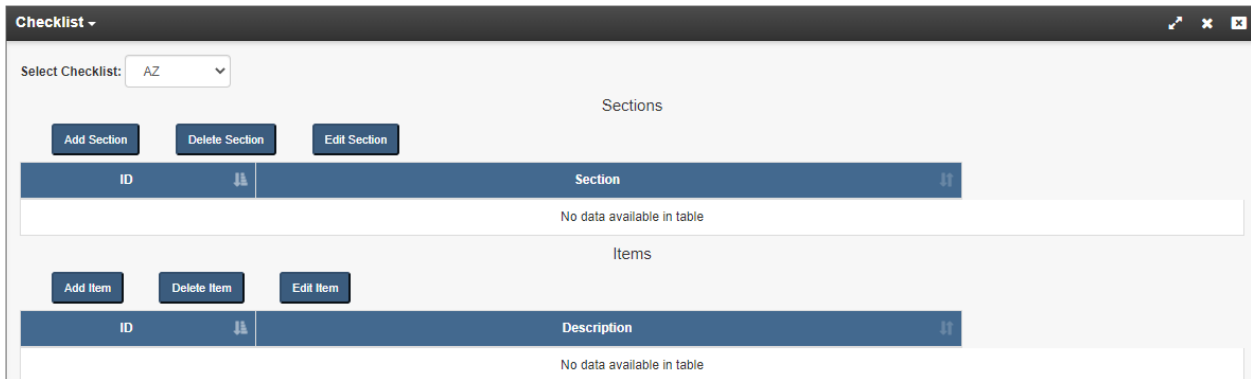 Checklist
Select Checklist: AZ
Sections
Add Section Delete Section Edit Section
ID Section
No data available in table
Items
Add Item Delete Item Edit Item
ID Description
No data available in table